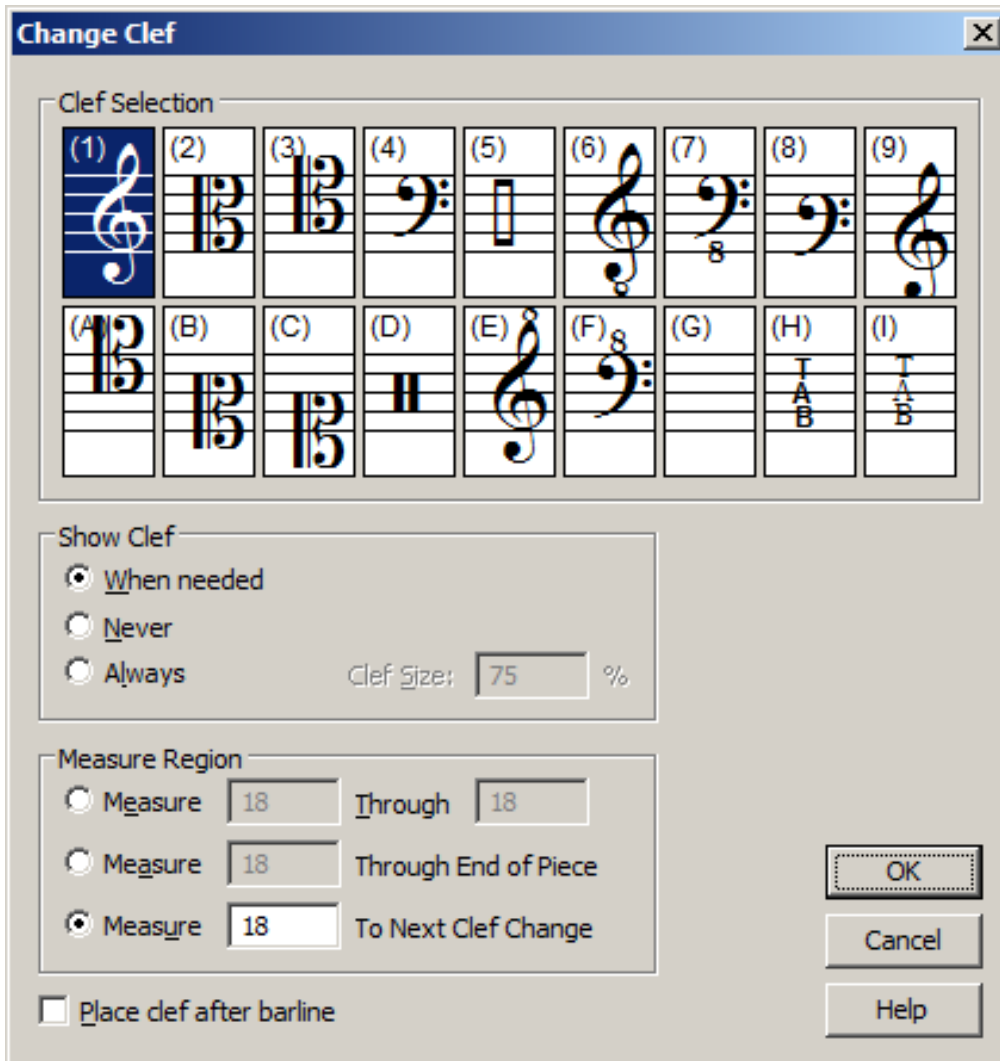 Change Clef
Clef Selection
(1) (2) (3) (4) (5) (6) (7) (8) (9)
8 8
(A) (B) (C) (D) (E) (F) (G) (H) (I)
8 8
T T
A A
B B
Show Clef
When needed
Never
Always Clef Size: 75 %
Measure Region
Measure 18 Through 18
Measure 18 Through End of Piece
Measure 18 To Next Clef Change
OK
Cancel
Place clef after barline
Help